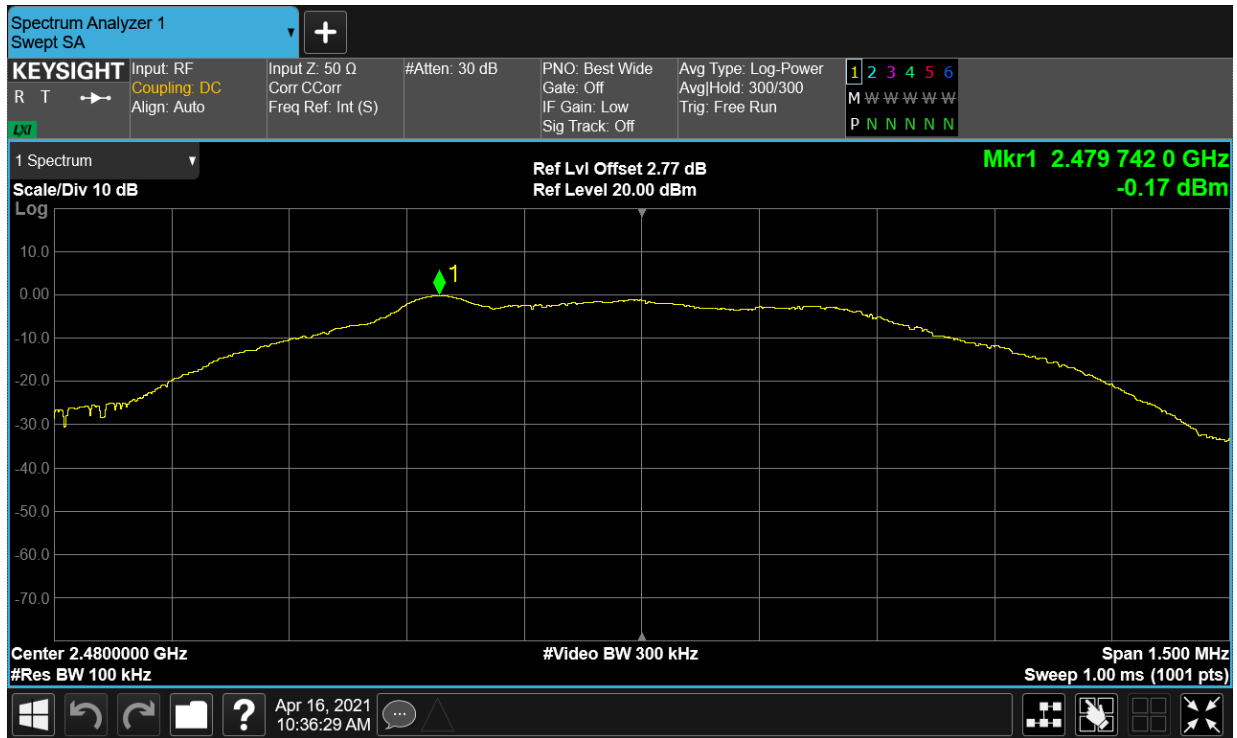 Spectrum Analyzer 1
Swept SA
KEYSIGHT
R T
LXI
Input: RF
Coupling: DC
Align: Auto
Input Z: 50 Ω
Corr CCorr
Freq Ref: Int (S)
#Atten: 30 dB
PNO: Best Wide
Gate: Off
IF Gain: Low
Sig Track: Off
Avg Type: Log-Power
Avg|Hold: 300/300
Trig: Free Run
1 2 3 4 5 6
M W W W W W W
P N N N N N N
1 Spectrum
Scale/Div 10 dB
Log
Ref Lvl Offset 2.77 dB
Ref Level 20.00 dBm
Mkr1 2.479 742 0 GHz
-0.17 dBm
1
10.0
0.00
-10.0
-20.0
-30.0
-40.0
-50.0
-60.0
-70.0
Center 2.4800000 GHz
#Res BW 100 kHz
#Video BW 300 kHz
Span 1.500 MHz
Sweep 1.00 ms (1001 pts)
?
Apr 16, 2021
10:36:29 AM